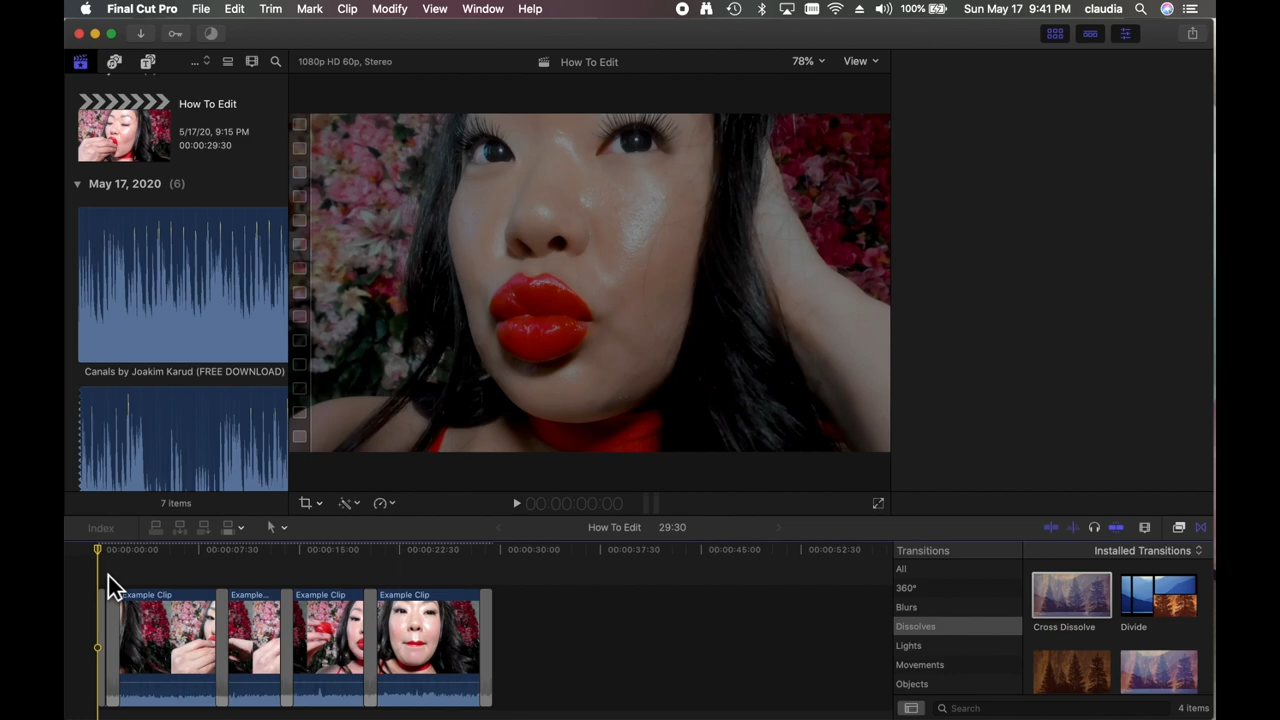 Final Cut Pro File Edit Trim Mark Clip Modify View Window Help 100% Sun May 17 9:41 PM claudia
... 1080p HD 60p, Stereo How To Edit 78% View
How To Edit
5/17/20, 9:15 PM
00:00:29:30
May 17, 2020 (6)
Canals by Joakim Karud (FREE DOWNLOAD)
7 items
00:00:00:00
Index How To Edit 29:30
00:00:00:00 00:00:07:30 00:00:15:00 00:00:22:30 00:00:30:00 00:00:37:30 00:00:45:00 00:00:52:30
Example Clip Example... Example Clip Example Clip
Transitions Installed Transitions
All
360°
Blurs
Dissolves
Lights
Movements
Objects
Cross Dissolve Divide
Search 4 items